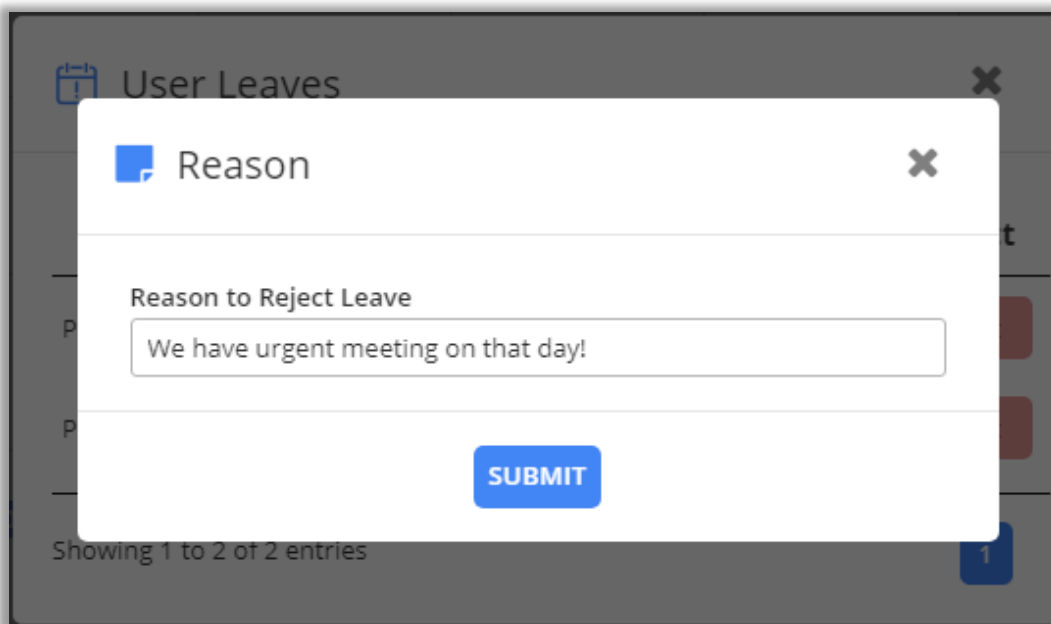 User Leaves
Reason
Reason to Reject Leave
We have urgent meeting on that day!
SUBMIT
Showing 1 to 2 of 2 entries
1